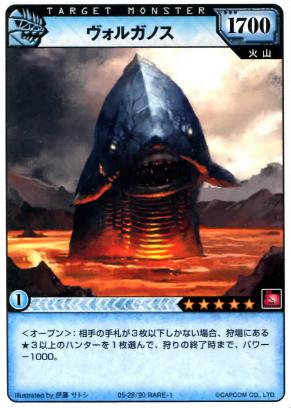 TARGET MONSTER
ヴォルガノス
1700
火山
1
★★★★★
<オープン>:相手の手札が3枚以下しかない場合、狩場にある
★3以上のハンターを1枚選んで、狩りの終了時まで、パワー
-1000。
Illustrated by 伊藤 サトシ
05-28/90 RARE-1
©CAPCOM CO., LTD.